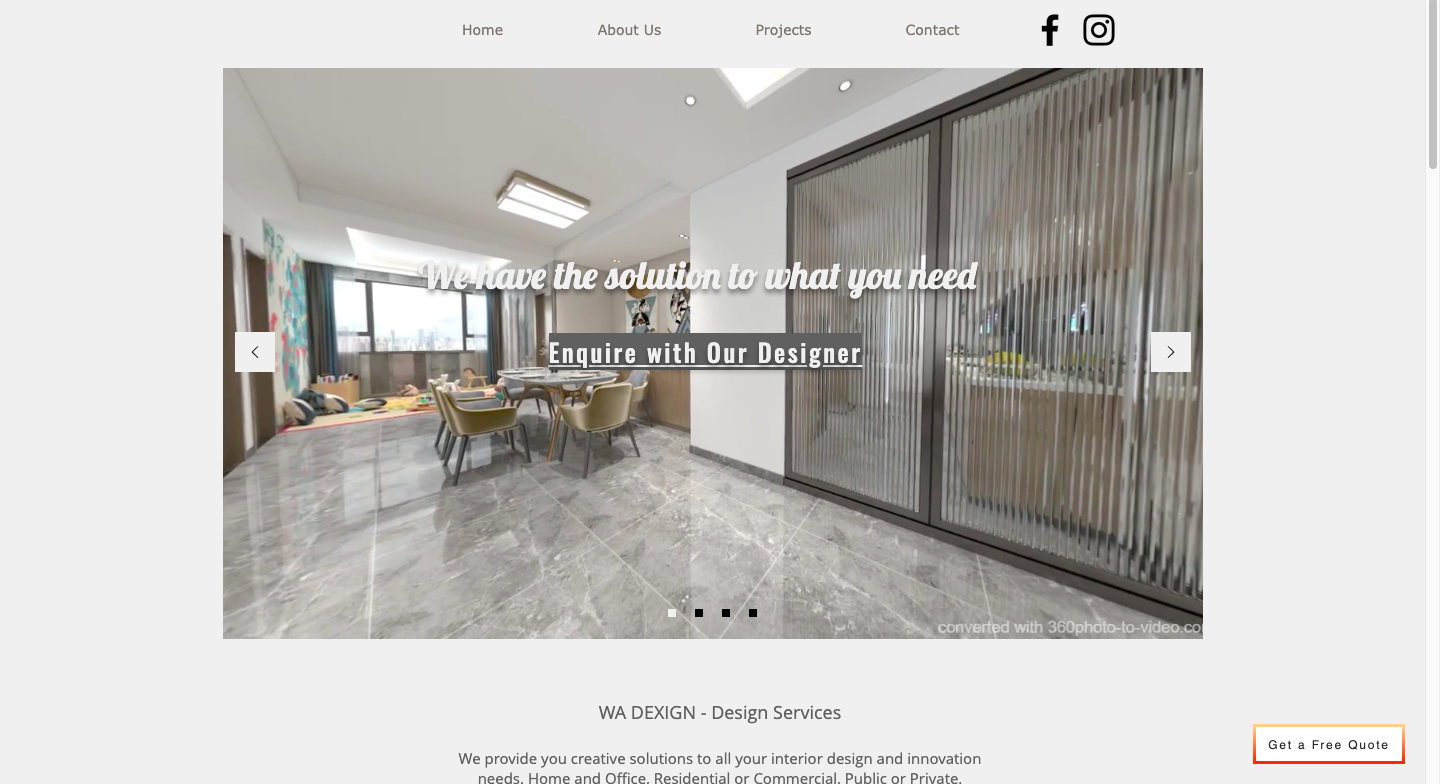 Home
About Us
Projects
Contact
We have the solution to what you need
Enquire with Our Designer
converted with 360photo-to-video.co
WA DEXIGN - Design Services
We provide you creative solutions to all your interior design and innovation
needs. Home and Office. Residential or Commercial. Public or Private.
Get a Free Quote